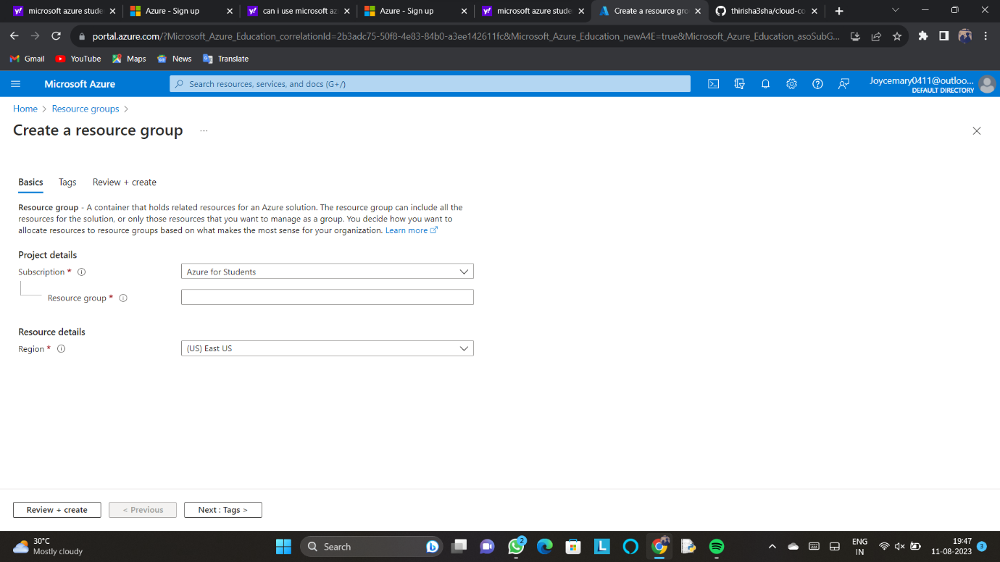 microsoft azure stude
Azure - Sign up
can i use microsoft az
Azure - Sign up
microsoft azure stude
Create a resource gro
thirisha3sha/cloud-co
portal.azure.com/?Microsoft_Azure_Education_correlationId=2b3adc75-50f8-4e83-84b0-a3ee142611fc&Microsoft_Azure_Education_newA4E=true&Microsoft_Azure_Education_asoSubG...
Gmail
YouTube
Maps
News
Translate
Microsoft Azure
Search resources, services, and docs (G+/)
Joycemary0411@outloo...
DEFAULT DIRECTORY
Home > Resource groups >
Create a resource group ...
Basics
Tags
Review + create
Resource group - A container that holds related resources for an Azure solution. The resource group can include all the
resources for the solution, or only those resources that you want to manage as a group. You decide how you want to
allocate resources to resource groups based on what makes the most sense for your organization. Learn more
Project details
Subscription *
Azure for Students
Resource group *
Resource details
Region *
(US) East US
Review + create
< Previous
Next : Tags >
30°C
Mostly cloudy
Search
2
L
ENG
IN
19:47
11-08-2023
3